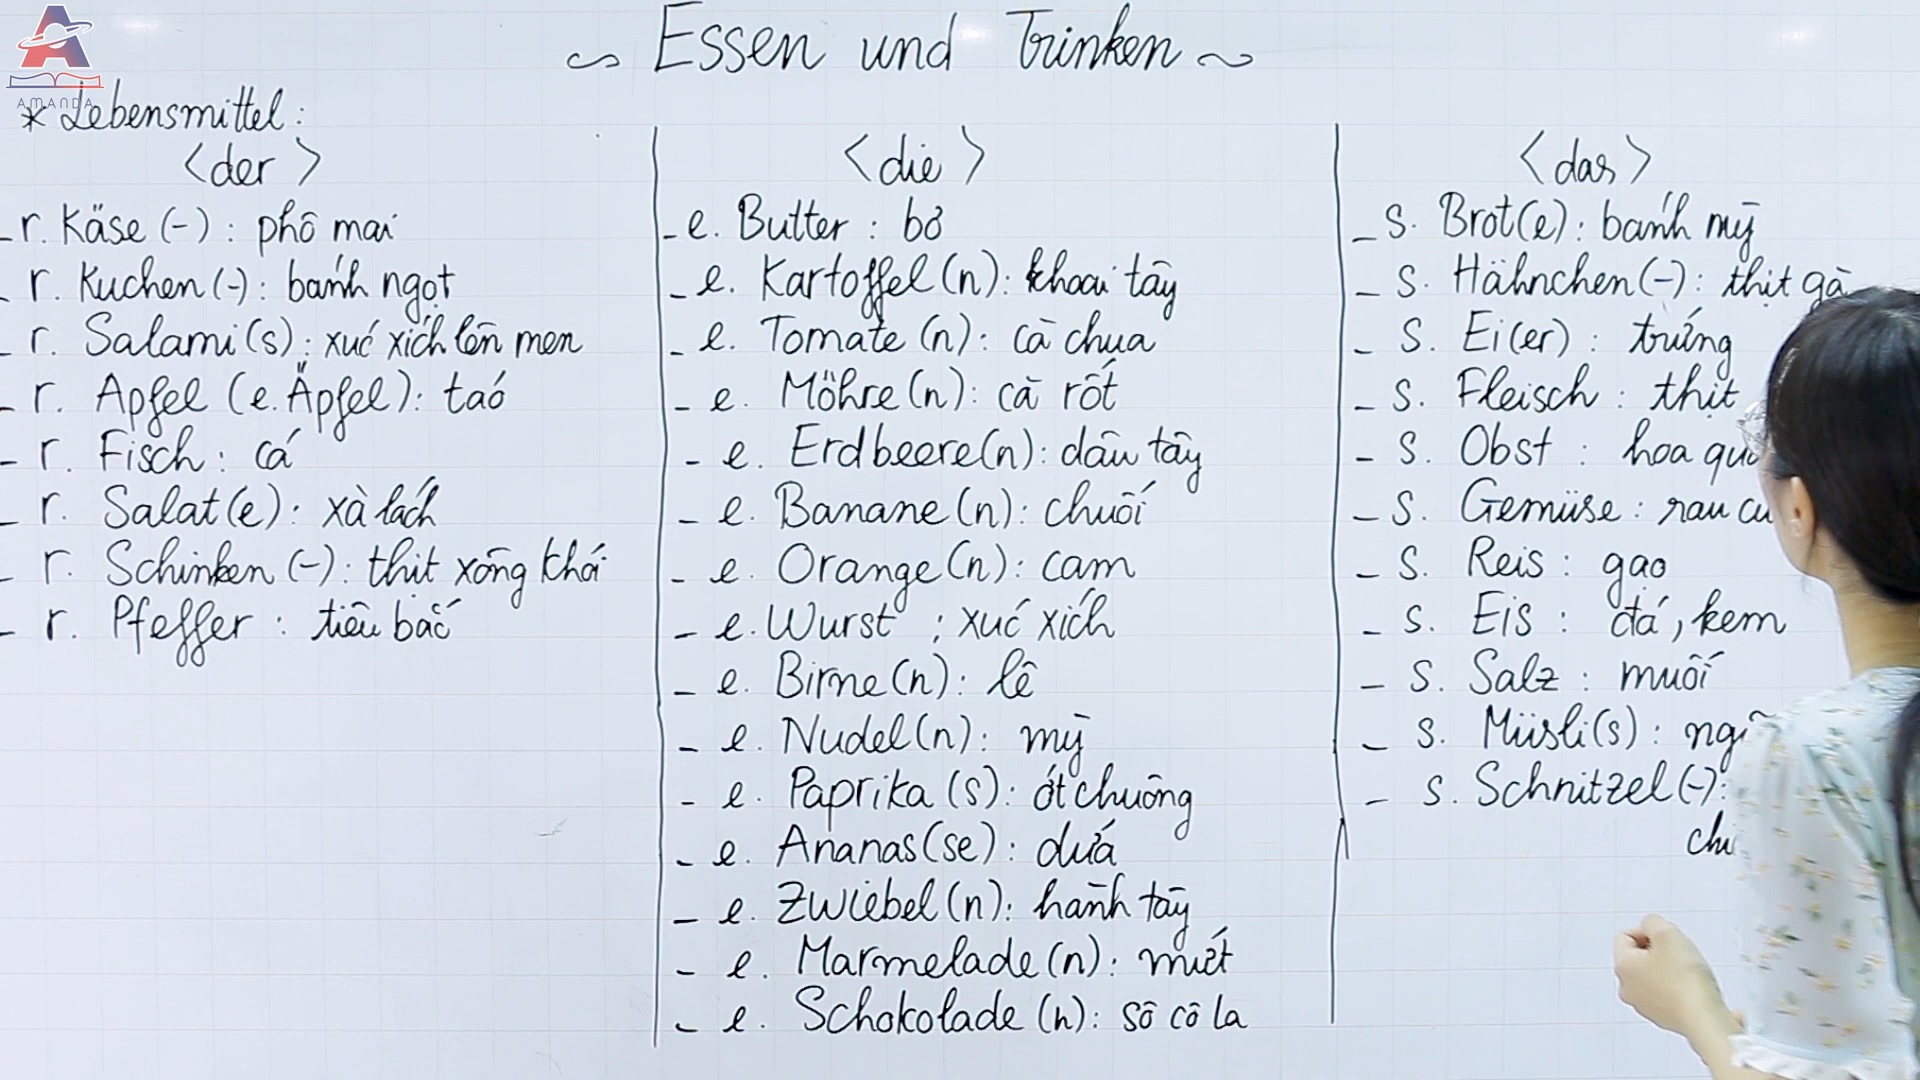 AMANDA
~ Essen und Trinken ~
* Lebensmittel:
<der>
- r. Käse (-) : phô mai
- r. Kuchen (-) : bánh ngọt
- r. Salami (s) : xúc xích lên men
- r. Apfel (e. Äpfel) : táo
- r. Fisch : cá
- r. Salat (e) : xà lách
- r. Schinken (-) : thịt xông khói
- r. Pfeffer : tiêu bắc
<die>
- e. Butter : bơ
- e. Kartoffel (n) : khoai tây
- e. Tomate (n) : cà chua
- e. Möhre (n) : cà rốt
- e. Erdbeere (n) : dâu tây
- e. Banane (n) : chuối
- e. Orange (n) : cam
- e. Wurst : xúc xích
- e. Birne (n) : lê
- e. Nudel (n) : mỳ
- e. Paprika (s) : ớt chuông
- e. Ananas (se) : dứa
- e. Zwiebel (n) : hành tây
- e. Marmelade (n) : mứt
- e. Schokolade (n) : sô cô la
<das>
- s. Brot (e) : bánh mỳ
- s. Hähnchen (-) : thịt gà
- s. Ei (er) : trứng
- s. Fleisch : thịt
- s. Obst : hoa
- s. Gemüse : rau
- s. Reis : gạo
- s. Eis : đá, kem
- s. Salz : muối
- s. Müsli (s) :
- s. Schnitzel (-) :